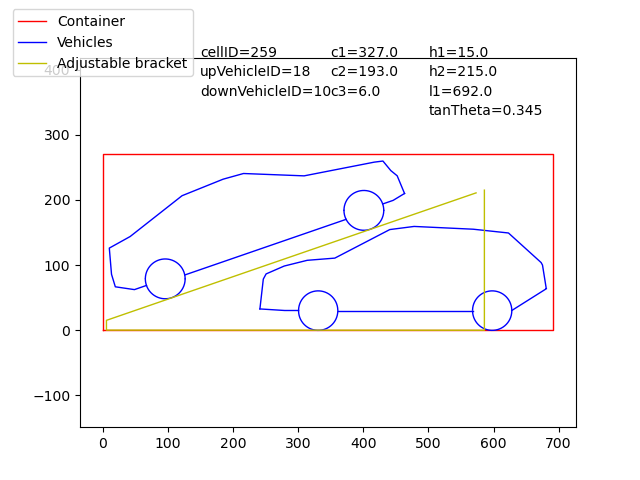 Container
Vehicles
Adjustable bracket
cellID=259 c1=327.0 h1=15.0
upVehicleID=18 c2=193.0 h2=215.0
downVehicleID=10 c3=6.0 l1=692.0
tanTheta=0.345
400
300
200
100
0
−100
0 100 200 300 400 500 600 700